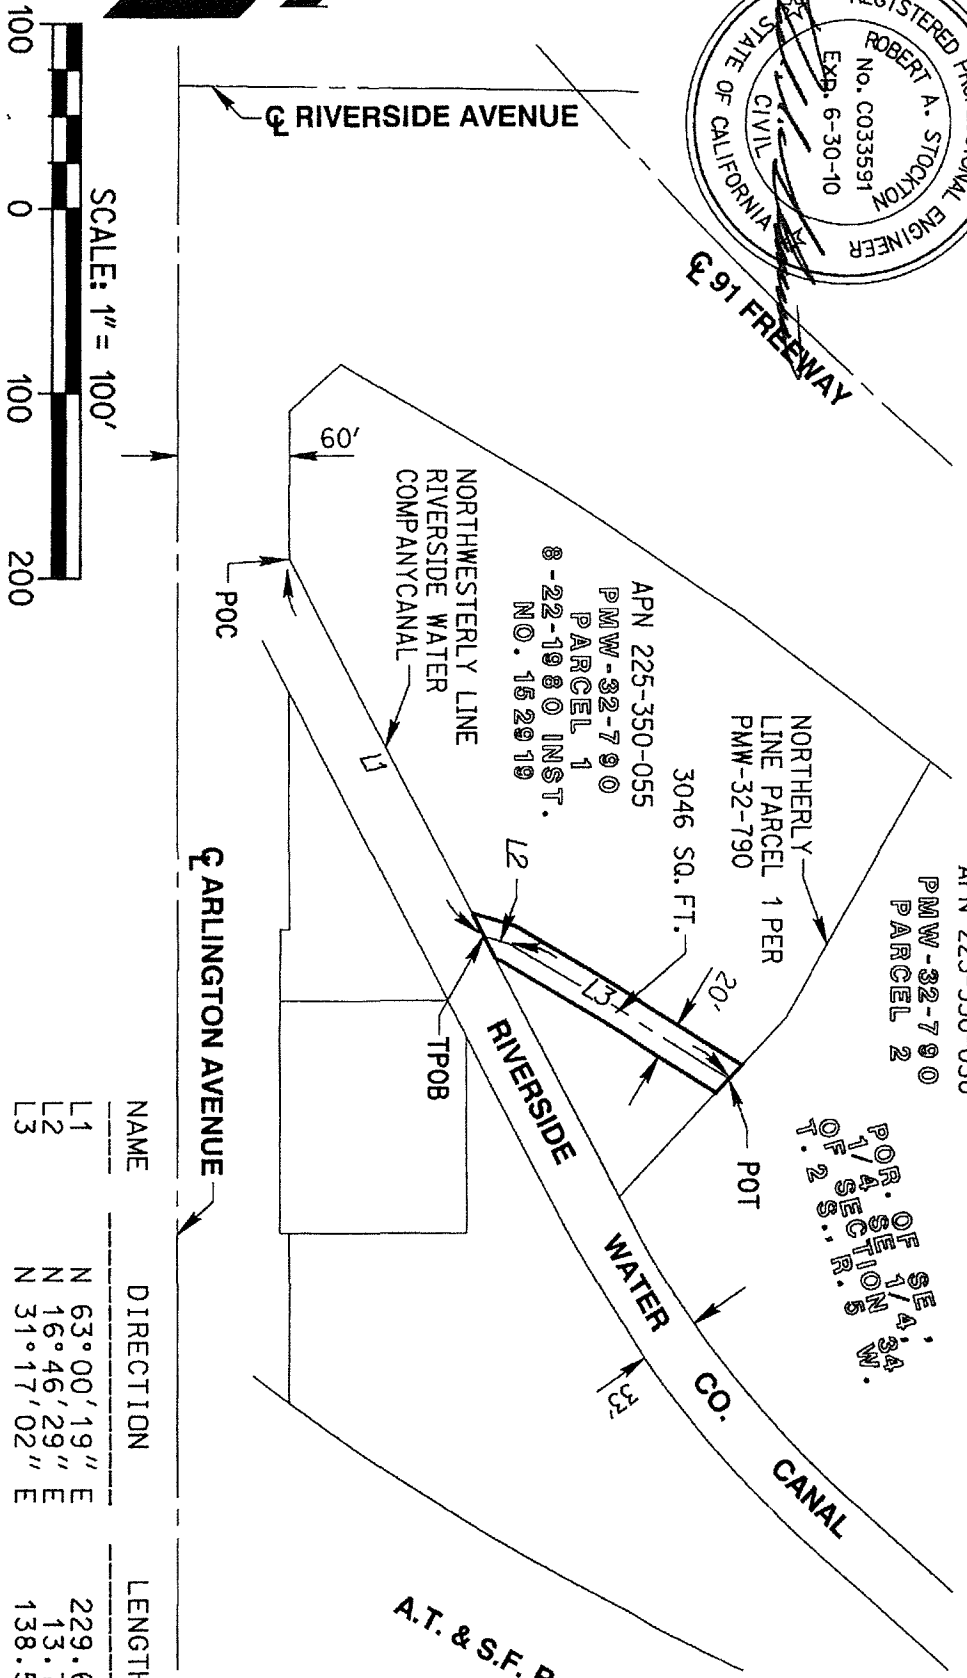 REGISTERED
ENGINEER
ROBERT A. STOCKTON
No. C033591
Exp. 6-30-10
CIVIL
STATE OF CALIFORNIA
℄ RIVERSIDE AVENUE
℄ 91 FREEWAY
SCALE: 1"= 100'
100 0 100 200
60'
POC
NORTHWESTERLY LINE
RIVERSIDE WATER
COMPANYCANAL
L1
APN 225-350-055
PMW-32-790
PARCEL 1
8-22-1980 INST.
NO. 152919
3046 SQ. FT.
NORTHERLY
LINE PARCEL 1 PER
PMW-32-790
PMW-32-790
PARCEL 2
L2
L3
20'
TPOB
POT
POR. OF SE
1/4, SE 1/4,
OF SECTION 34
T. 2 S., R. 5 W.
RIVERSIDE WATER CO. CANAL
33'
℄ ARLINGTON AVENUE
A.T. & S.F.
NAME DIRECTION LENGTH
L1 N 63°00'19" E 229.6
L2 N 16°46'29" E 13.
L3 N 31°17'02" E 138.5